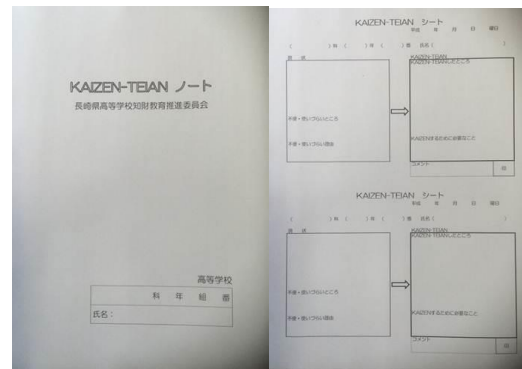 KAIZEN-TEIAN ノート
長崎県高等学校知財教育推進委員会
高等学校
科 年 組 番
氏名：
KAIZEN-TEIAN シート
平成 年 月 日 曜日
( )科 ( )年 ( )番 氏名 ( )
現 状
KAIZEN-TEIAN
KAIZEN-TEIANしたところ
不便・使いづらいところ
不便・使いづらい理由
KAIZENするために必要なこと
コメント
印
KAIZEN-TEIAN シート
平成 年 月 日 曜日
( )科 ( )年 ( )番 氏名 ( )
現 状
KAIZEN-TEIAN
KAIZEN-TEIANしたところ
不便・使いづらいところ
不便・使いづらい理由
KAIZENするために必要なこと
コメント
印